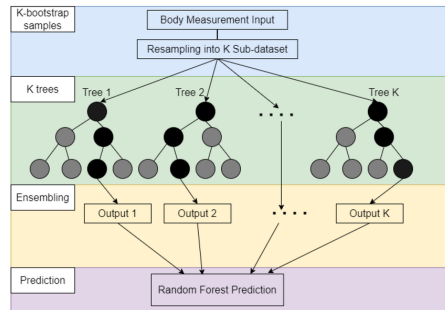 K-bootstrap
samples
Body Measurement Input
Resampling into K Sub-dataset
K trees
Tree 1
Tree 2
Tree K
Ensembling
Output 1
Output 2
Output K
Prediction
Random Forest Prediction